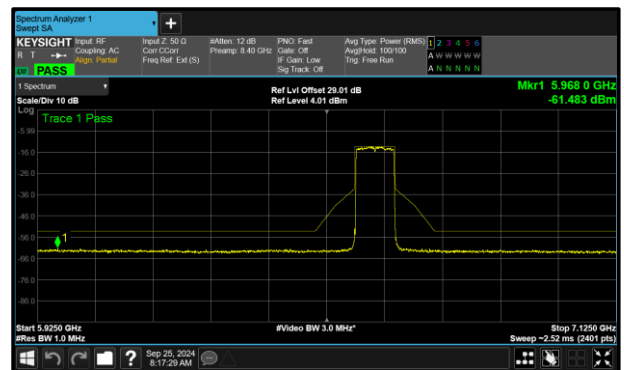 Spectrum Analyzer 1
Swept SA
+
KEYSIGHT
R T
PASS
Input: RF
Coupling: AC
Align: Partial
Input Z: 50 Ω
Corr CCorr
Freq Ref: Ext (S)
#Atten: 12 dB
Preamp: 8.40 GHz
PNO: Fast
Gate: Off
IF Gain: Low
Sig Track: Off
Avg Type: Power (RMS)
Avg|Hold: 100/100
Trig: Free Run
1 2 3 4 5 6
A W W W W W
A N N N N N
1 Spectrum
Scale/Div 10 dB
Ref Lvl Offset 29.01 dB
Ref Level 4.01 dBm
Mkr1 5.968 0 GHz
-61.483 dBm
Log
Trace 1 Pass
-5.99
-16.0
-26.0
-36.0
-46.0
-56.0
-66.0
-76.0
-86.0
1
Start 5.9250 GHz
#Res BW 1.0 MHz
#Video BW 3.0 MHz*
Stop 7.1250 GHz
Sweep ~2.52 ms (2401 pts)
?
Sep 25, 2024
8:17:29 AM